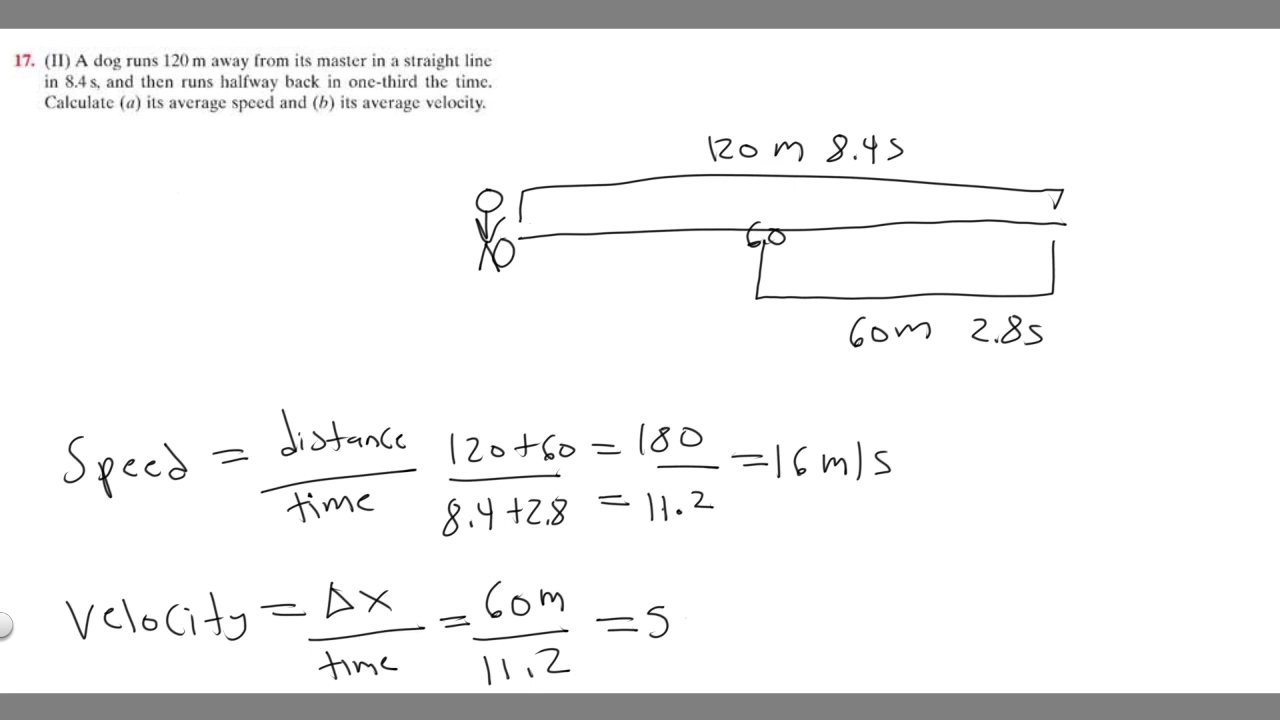 17. (II) A dog runs 120 m away from its master in a straight line
in 8.4 s, and then runs halfway back in one-third the time.
Calculate (a) its average speed and (b) its average velocity.
120 m 8.4 s
60
60m 2.8s
Speed = distance / time 120+60 / 8.4+2.8 = 180 / = 11.2 = 16 m/s
Velocity = Δx / time = 60m / 11.2 = 5